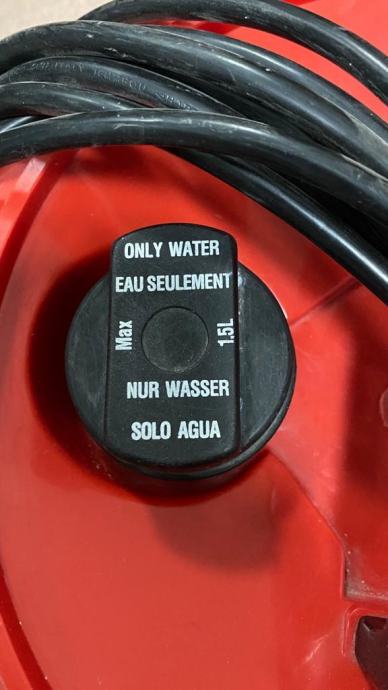 ONLY WATER
EAU SEULEMENT
Max 1.5L
NUR WASSER
SOLO AGUA